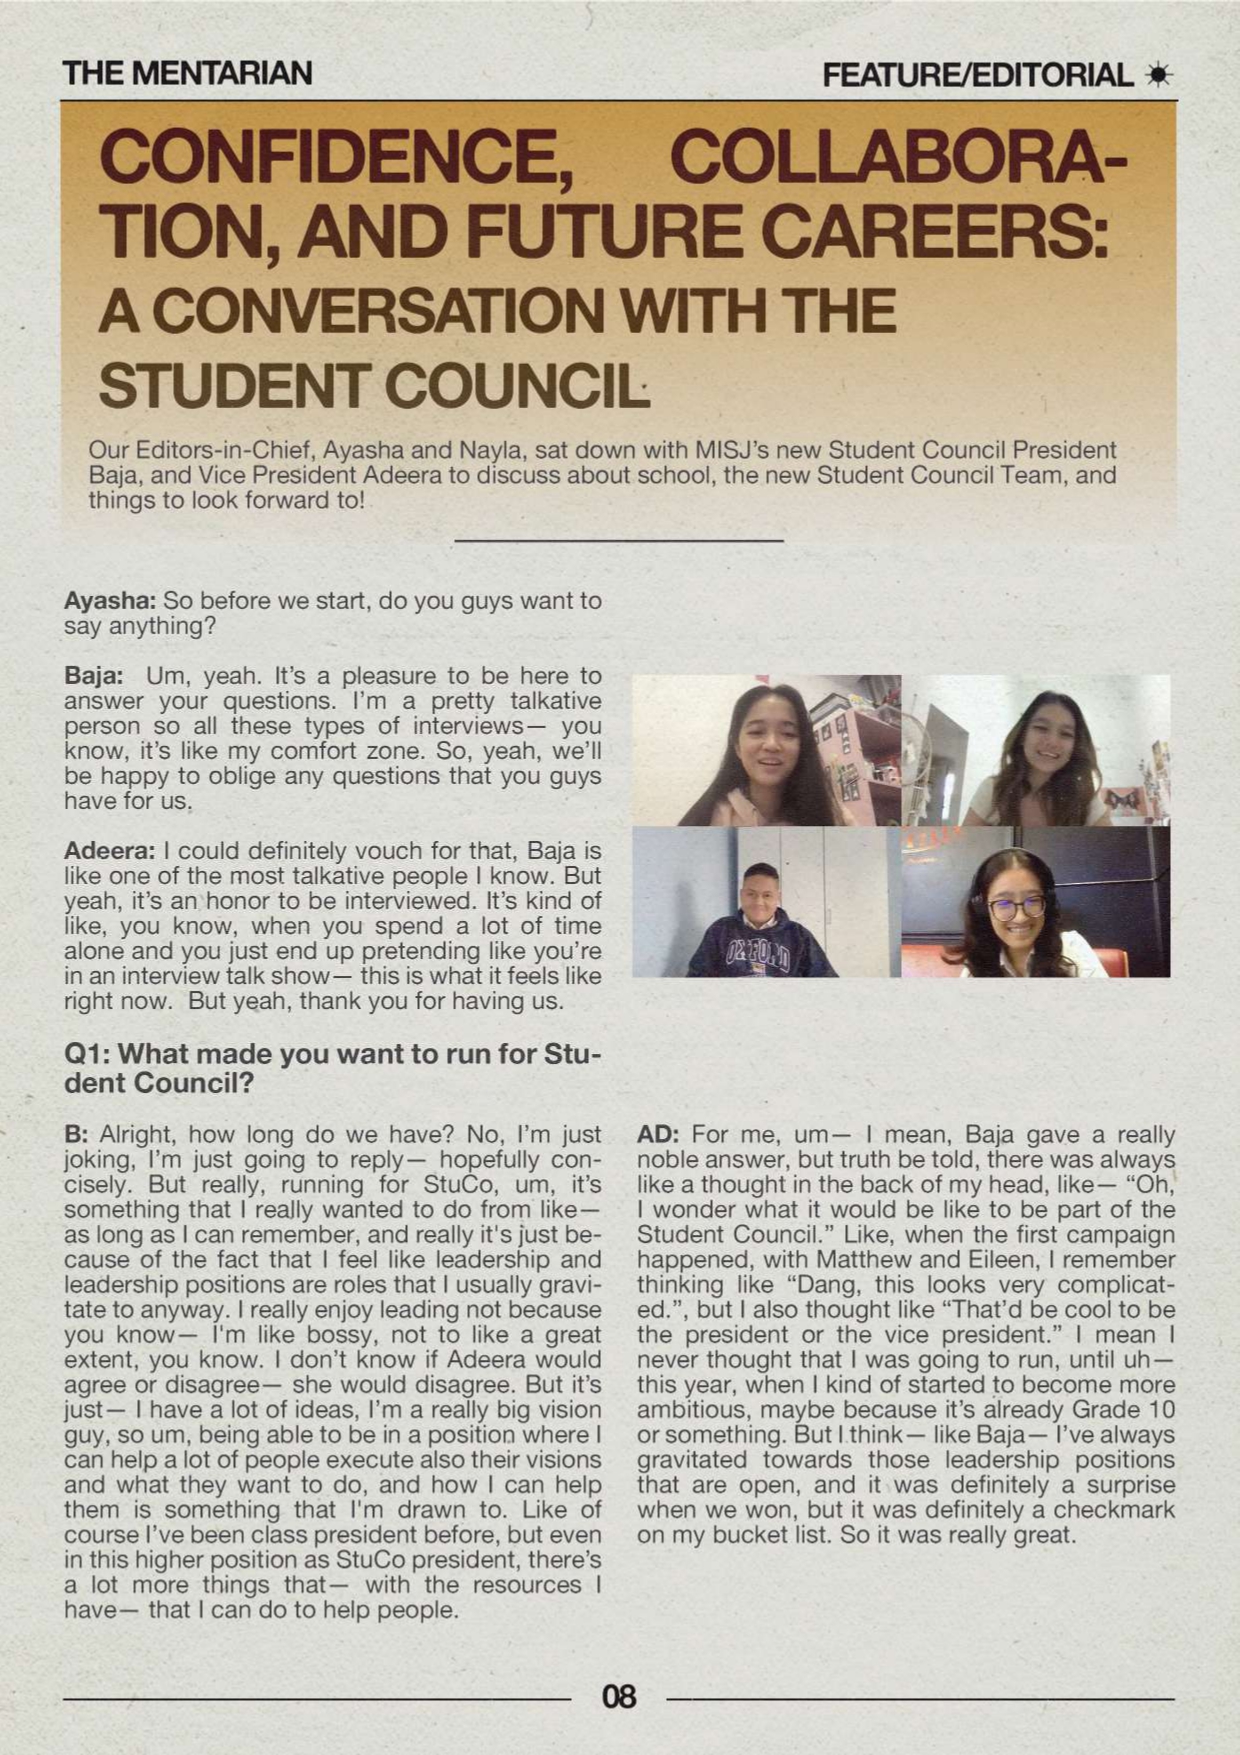 THE MENTARIAN
FEATURE/EDITORIAL
CONFIDENCE, COLLABORA-
TION, AND FUTURE CAREERS:
A CONVERSATION WITH THE
STUDENT COUNCIL
Our Editors-in-Chief, Ayasha and Nayla, sat down with MISJ’s new Student Council President
Baja, and Vice President Adeera to discuss about school, the new Student Council Team, and
things to look forward to!
Ayasha: So before we start, do you guys want to
say anything?
Baja: Um, yeah. It’s a pleasure to be here to
answer your questions. I’m a pretty talkative
person so all these types of interviews— you
know, it’s like my comfort zone. So, yeah, we’ll
be happy to oblige any questions that you guys
have for us.
Adeera: I could definitely vouch for that, Baja is
like one of the most talkative people I know. But
yeah, it’s an honor to be interviewed. It’s kind of
like, you know, when you spend a lot of time
alone and you just end up pretending like you’re
in an interview talk show— this is what it feels like
right now. But yeah, thank you for having us.
OXFORD
Q1: What made you want to run for Stu-
dent Council?
B: Alright, how long do we have? No, I’m just
joking, I’m just going to reply— hopefully con-
cisely. But really, running for StuCo, um, it’s
something that I really wanted to do from like—
as long as I can remember, and really it's just be-
cause of the fact that I feel like leadership and
leadership positions are roles that I usually gravi-
tate to anyway. I really enjoy leading not because
you know— I'm like bossy, not to like a great
extent, you know. I don’t know if Adeera would
agree or disagree— she would disagree. But it’s
just— I have a lot of ideas, I’m a really big vision
guy, so um, being able to be in a position where I
can help a lot of people execute also their visions
and what they want to do, and how I can help
them is something that I'm drawn to. Like of
course I’ve been class president before, but even
in this higher position as StuCo president, there’s
a lot more things that— with the resources I
have— that I can do to help people.
AD: For me, um— I mean, Baja gave a really
noble answer, but truth be told, there was always
like a thought in the back of my head, like— “Oh,
I wonder what it would be like to be part of the
Student Council.” Like, when the first campaign
happened, with Matthew and Eileen, I remember
thinking like “Dang, this looks very complicat-
ed.”, but I also thought like “That’d be cool to be
the president or the vice president.” I mean I
never thought that I was going to run, until uh—
this year, when I kind of started to become more
ambitious, maybe because it’s already Grade 10
or something. But I think— like Baja— I’ve always
gravitated towards those leadership positions
that are open, and it was definitely a surprise
when we won, but it was definitely a checkmark
on my bucket list. So it was really great.
08